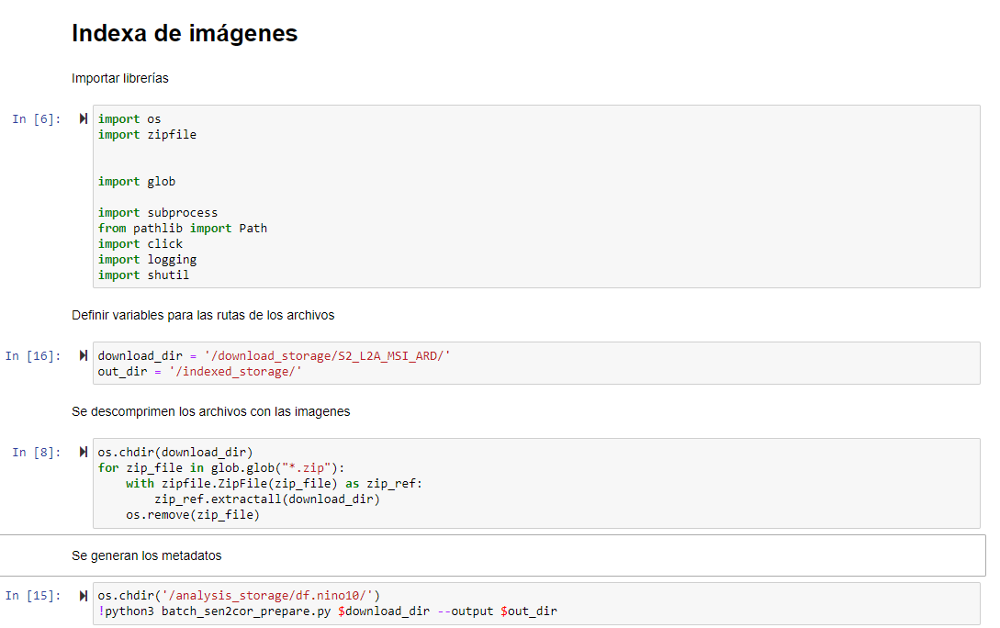 Indexa de imágenes
Importar librerías
In [6]:
import os
import zipfile
import glob
import subprocess
from pathlib import Path
import click
import logging
import shutil
Definir variables para las rutas de los archivos
In [16]:
download_dir = '/download_storage/S2_L2A_MSI_ARD/'
out_dir = '/indexed_storage/'
Se descomprimen los archivos con las imagenes
In [8]:
os.chdir(download_dir)
for zip_file in glob.glob("*.zip"):
    with zipfile.ZipFile(zip_file) as zip_ref:
        zip_ref.extractall(download_dir)
    os.remove(zip_file)
Se generan los metadatos
In [15]:
os.chdir('/analysis_storage/df.nino10/')
!python3 batch_sen2cor_prepare.py $download_dir --output $out_dir